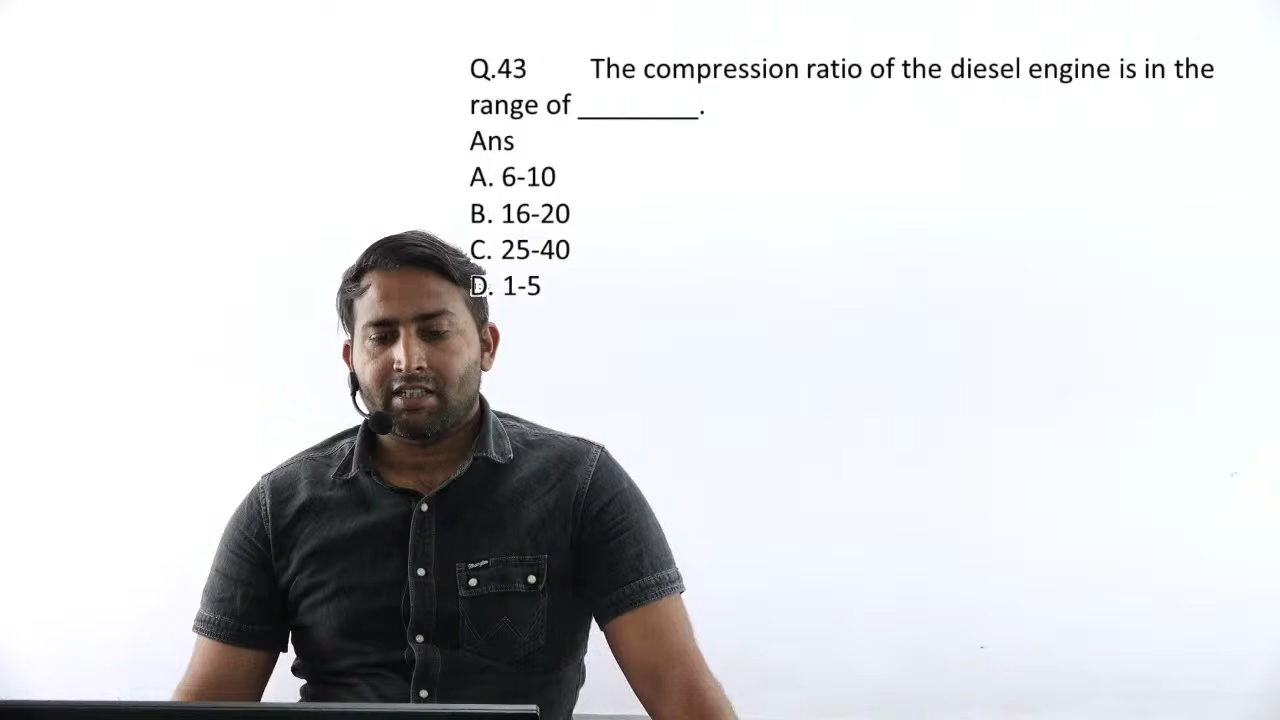 Q.43 The compression ratio of the diesel engine is in the
range of ________.
Ans
A. 6-10
B. 16-20
C. 25-40
D. 1-5